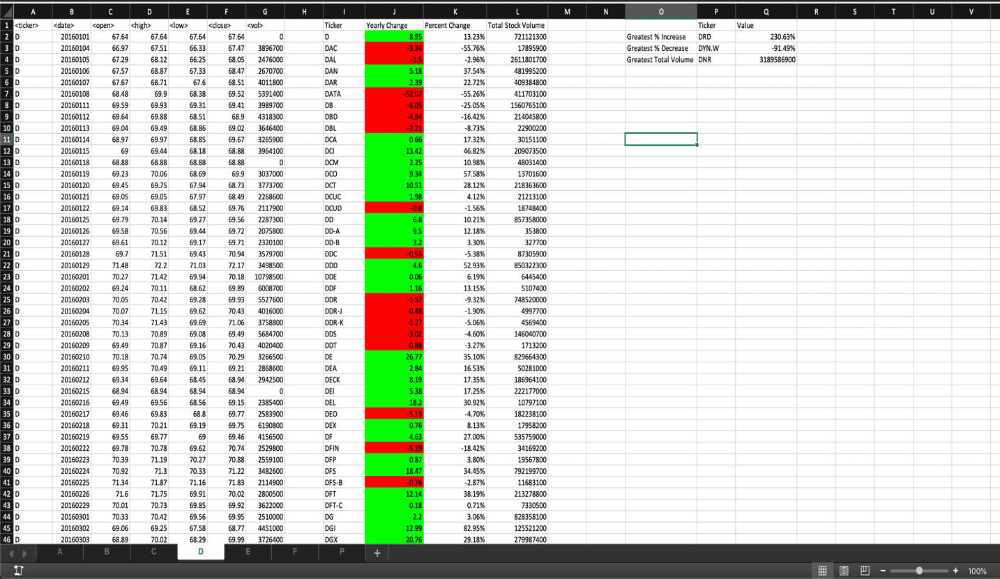 A B C D E F G H I J K L M N O P Q R S T U V
1 <ticker> <date> <open> <high> <low> <close> <vol> Ticker Yearly Change Percent Change Total Stock Volume Ticker Value
2 D 20160101 67.64 67.64 67.64 67.64 0 D 8.95 13.23% 721121300 Greatest % Increase DRD 230.63%
3 D 20160104 66.97 67.51 66.33 67.47 3896700 DAC -3.34 -55.76% 17895900 Greatest % Decrease DYN.W -91.49%
4 D 20160105 67.29 68.12 66.25 68.05 2476000 DAL -1.5 -2.96% 2611801700 Greatest Total Volume DNR 3189586900
5 D 20160106 67.57 68.87 67.33 68.47 2670700 DAN 5.18 37.54% 481995200
6 D 20160107 67.67 68.71 67.6 68.51 4011800 DAR 2.39 22.72% 409384800
7 D 20160108 68.48 69.9 68.38 69.52 5391400 DATA -52.07 -55.26% 411703100
8 D 20160111 69.59 69.93 69.31 69.41 3989700 DB -6.05 -25.05% 1560765100
9 D 20160112 69.64 69.88 68.51 68.9 4318300 DBD -4.94 -16.42% 214045800
10 D 20160113 69.04 69.49 68.86 69.02 3646400 DBL -2.21 -8.73% 22900200
11 D 20160114 68.97 69.97 68.85 69.67 3265900 DCA 0.66 17.32% 30151100
12 D 20160115 69 69.44 68.18 68.88 3964100 DCI 13.42 46.82% 209073500
13 D 20160118 68.88 68.88 68.88 68.88 0 DCM 2.25 10.98% 48031400
14 D 20160119 69.23 70.06 68.69 69.9 3037000 DCO 9.34 57.58% 13701600
15 D 20160120 69.45 69.75 67.94 68.73 3773700 DCT 10.51 28.12% 218363600
16 D 20160121 69.05 69.05 67.97 68.49 2268600 DCUC 1.98 4.12% 21213100
17 D 20160122 69.14 69.83 68.52 69.76 2117900 DCUD -0.8 -1.56% 18748400
18 D 20160125 69.79 70.14 69.27 69.56 2287300 DD 6.8 10.21% 857358000
19 D 20160126 69.58 70.56 69.44 69.72 2075800 DD-A 9.5 12.18% 353800
20 D 20160127 69.61 70.12 69.17 69.71 2320100 DD-B 3.2 3.30% 327700
21 D 20160128 69.7 71.51 69.43 70.94 3579700 DDC -0.55 -5.38% 87305900
22 D 20160129 71.48 72.2 71.03 72.17 3498500 DDD 4.6 52.93% 850322300
23 D 20160201 70.27 71.42 69.94 70.18 10798500 DDE 0.06 6.19% 6445400
24 D 20160202 69.24 70.11 68.62 69.89 6008700 DDF 1.16 13.15% 5107400
25 D 20160203 70.05 70.42 69.28 69.93 5527600 DDR -1.57 -9.32% 748520000
26 D 20160204 70.07 71.15 69.62 70.43 4016000 DDR-J -0.48 -1.90% 4997700
27 D 20160205 70.34 71.43 69.69 71.06 3758800 DDR-K -1.27 -5.06% 4569400
28 D 20160208 70.13 70.89 69.08 69.49 5684700 DDS -3.02 -4.60% 146040700
29 D 20160209 69.49 70.87 69.16 70.43 4020400 DDT -0.88 -3.27% 1713200
30 D 20160210 70.18 70.74 69.05 70.29 3266500 DE 26.77 35.10% 829664300
31 D 20160211 69.95 70.49 69.11 69.21 2868600 DEA 2.84 16.53% 50281000
32 D 20160212 69.34 69.64 68.45 68.94 2942500 DECK 8.19 17.35% 186964100
33 D 20160215 68.94 68.94 68.94 68.94 0 DEI 5.38 17.25% 222177000
34 D 20160216 69.49 69.56 68.56 69.15 2385400 DEL 18.2 30.92% 10797100
35 D 20160217 69.46 69.83 68.8 69.77 2583900 DEO -5.13 -4.70% 182238100
36 D 20160218 69.31 70.21 69.19 69.75 6190800 DEX 0.76 8.13% 17958200
37 D 20160219 69.55 69.77 69 69.46 4156500 DF 4.63 27.00% 535759000
38 D 20160222 69.78 70.78 69.62 70.74 2529800 DFIN -5.19 -18.42% 34169200
39 D 20160223 70.39 71.19 70.27 70.88 2559100 DFP 0.87 3.80% 19567800
40 D 20160224 70.92 71.3 70.33 71.22 3482600 DFS 18.47 34.45% 792199700
41 D 20160225 71.34 71.87 71.16 71.83 2114900 DFS-B -0.76 -2.87% 11683100
42 D 20160226 71.6 71.75 69.91 70.02 2800500 DFT 12.14 38.19% 213278800
43 D 20160229 70.01 70.73 69.85 69.92 3622000 DFT-C 0.18 0.71% 7330500
44 D 20160301 70.33 70.42 69.56 69.95 2510000 DG 2.2 3.06% 828358100
45 D 20160302 69.06 69.25 67.58 68.77 4451000 DGI 12.99 82.95% 125521200
46 D 20160303 68.89 70.02 68.29 69.99 3726400 DGX 20.76 29.18% 279987400
A B C D E F P +
- + 100%